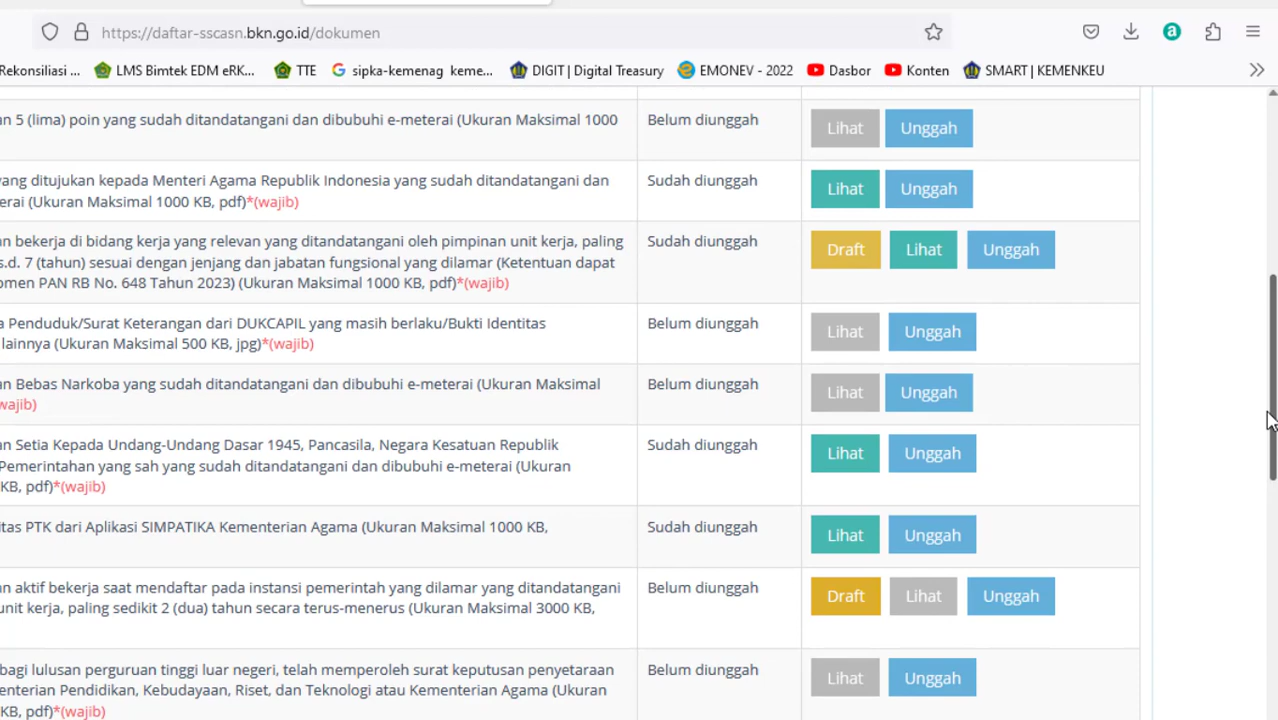 https://daftar-sscasn.bkn.go.id/dokumen
a
Rekonsiliasi ... LMS Bimtek EDM eRK... TTE sipka-kemenag keme... DIGIT | Digital Treasury EMONEV - 2022 Dasbor Konten SMART | KEMENKEU
an 5 (lima) poin yang sudah ditandatangani dan dibubuhi e-meterai (Ukuran Maksimal 1000
Belum diunggah
Lihat Unggah
yang ditujukan kepada Menteri Agama Republik Indonesia yang sudah ditandatangani dan
erai (Ukuran Maksimal 1000 KB, pdf)*(wajib)
Sudah diunggah
Lihat Unggah
an bekerja di bidang kerja yang relevan yang ditandatangani oleh pimpinan unit kerja, paling
s.d. 7 (tahun) sesuai dengan jenjang dan jabatan fungsional yang dilamar (Ketentuan dapat
omen PAN RB No. 648 Tahun 2023) (Ukuran Maksimal 1000 KB, pdf)*(wajib)
Sudah diunggah
Draft Lihat Unggah
a Penduduk/Surat Keterangan dari DUKCAPIL yang masih berlaku/Bukti Identitas
lainnya (Ukuran Maksimal 500 KB, jpg)*(wajib)
Belum diunggah
Lihat Unggah
an Bebas Narkoba yang sudah ditandatangani dan dibubuhi e-meterai (Ukuran Maksimal
wajib)
Belum diunggah
Lihat Unggah
an Setia Kepada Undang-Undang Dasar 1945, Pancasila, Negara Kesatuan Republik
Pemerintahan yang sah yang sudah ditandatangani dan dibubuhi e-meterai (Ukuran
KB, pdf)*(wajib)
Sudah diunggah
Lihat Unggah
itas PTK dari Aplikasi SIMPATIKA Kementerian Agama (Ukuran Maksimal 1000 KB,
Sudah diunggah
Lihat Unggah
an aktif bekerja saat mendaftar pada instansi pemerintah yang dilamar yang ditandatangani
unit kerja, paling sedikit 2 (dua) tahun secara terus-menerus (Ukuran Maksimal 3000 KB,
Belum diunggah
Draft Lihat Unggah
bagi lulusan perguruan tinggi luar negeri, telah memperoleh surat keputusan penyetaraan
enterian Pendidikan, Kebudayaan, Riset, dan Teknologi atau Kementerian Agama (Ukuran
KB, pdf)*(wajib)
Belum diunggah
Lihat Unggah